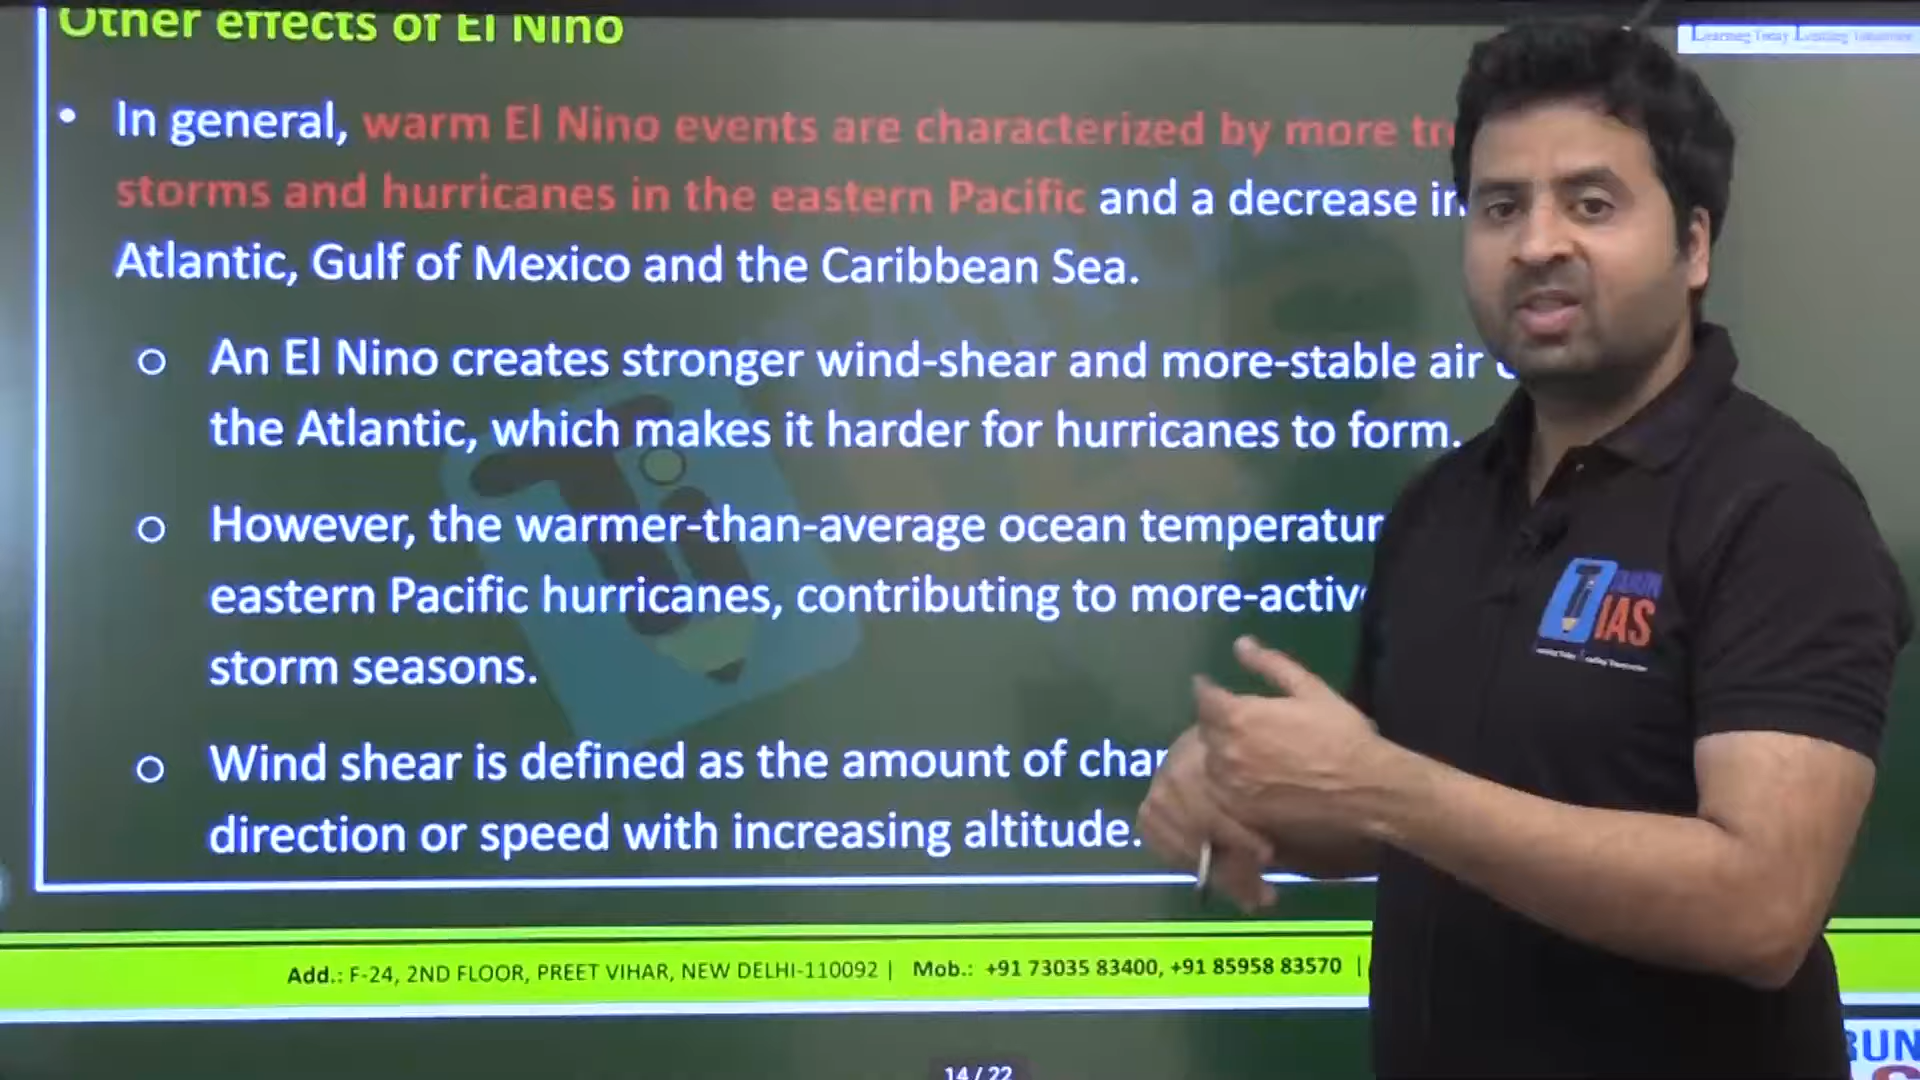 Other effects of El Nino
Learning Today Leading Tomorrow
• In general, warm El Nino events are characterized by more
storms and hurricanes in the eastern Pacific and a decrease in
Atlantic, Gulf of Mexico and the Caribbean Sea.
o An El Nino creates stronger wind-shear and more-stable air
the Atlantic, which makes it harder for hurricanes to form.
o However, the warmer-than-average ocean
eastern Pacific hurricanes, contributing to
storm seasons.
o Wind shear is defined as the amount of
direction or speed with increasing altitude.
Ti
IAS
Add.: F-24, 2ND FLOOR, PREET VIHAR, NEW DELHI-110092 | Mob.: +91 73035 83400, +91 85958 83570 |
14 / 22